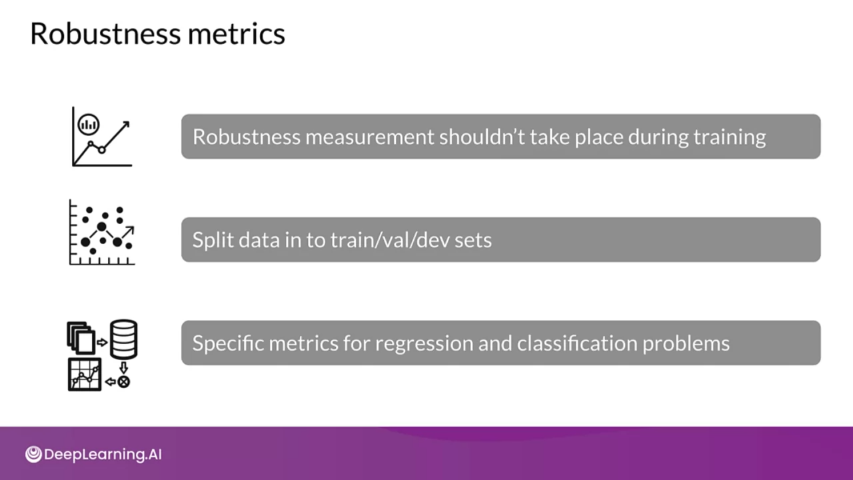 Robustness metrics
Robustness measurement shouldn’t take place during training
Split data in to train/val/dev sets
Specific metrics for regression and classification problems
DeepLearning.AI